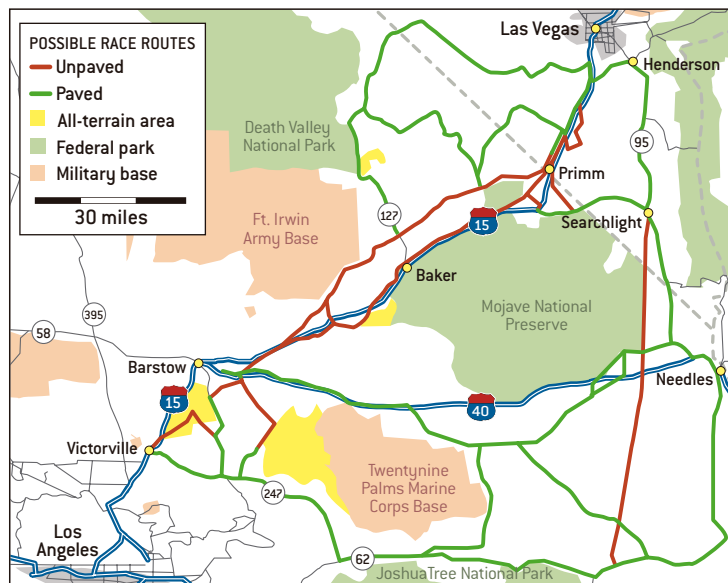 POSSIBLE RACE ROUTES
Unpaved
Paved
All-terrain area
Federal park
Military base
30 miles
Las Vegas
Henderson
Death Valley
National Park
95
Primm
127
Searchlight
Ft. Irwin
Army Base
15
Baker
Mojave National
Preserve
395
58
Barstow
Needles
15
40
Victorville
Twentynine
Palms Marine
Corps Base
247
Los
Angeles
62
JoshuaTree National Park